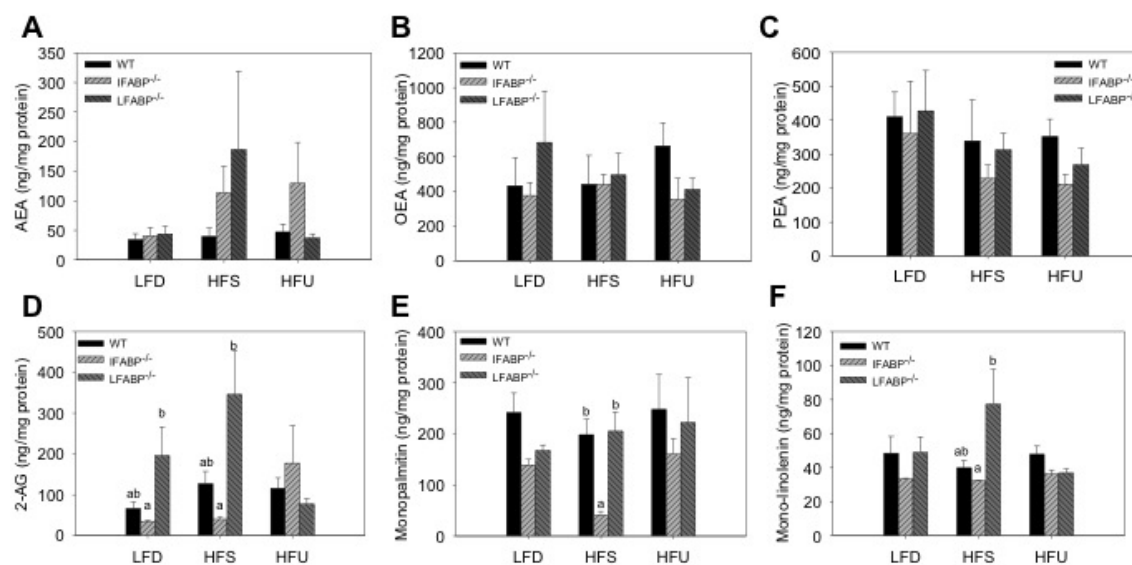 A
AEA (ng/mg protein)
350
300
250
200
150
100
50
0
WT
IFABP-/-
LFABP-/-
LFD HFS HFU
B
OEA (ng/mg protein)
1200
1000
800
600
400
200
0
WT
IFABP-/-
LFABP-/-
LFD HFS HFU
C
PEA (ng/mg protein)
600
500
400
300
200
100
0
WT
IFABP-/-
LFABP-/-
LFD HFS HFU
D
2-AG (ng/mg protein)
500
400
300
200
100
0
WT
IFABP-/-
LFABP-/-
ab a b
ab a b
LFD HFS HFU
E
Monopalmitin (ng/mg protein)
400
300
200
100
0
WT
IFABP-/-
LFABP-/-
b a b
LFD HFS HFU
F
Mono-linolenin (ng/mg protein)
120
100
80
60
40
20
0
WT
IFABP-/-
LFABP-/-
ab a b
LFD HFS HFU